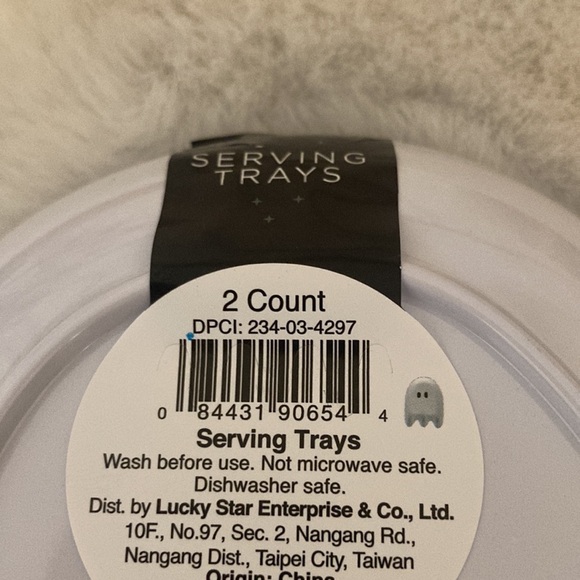 SERVING
TRAYS
2 Count
DPCI: 234-03-4297
0 84431 90654 4
Serving Trays
Wash before use. Not microwave safe.
Dishwasher safe.
Dist. by Lucky Star Enterprise & Co., Ltd.
10F., No.97, Sec. 2, Nangang Rd.,
Nangang Dist., Taipei City, Taiwan
Origin: China